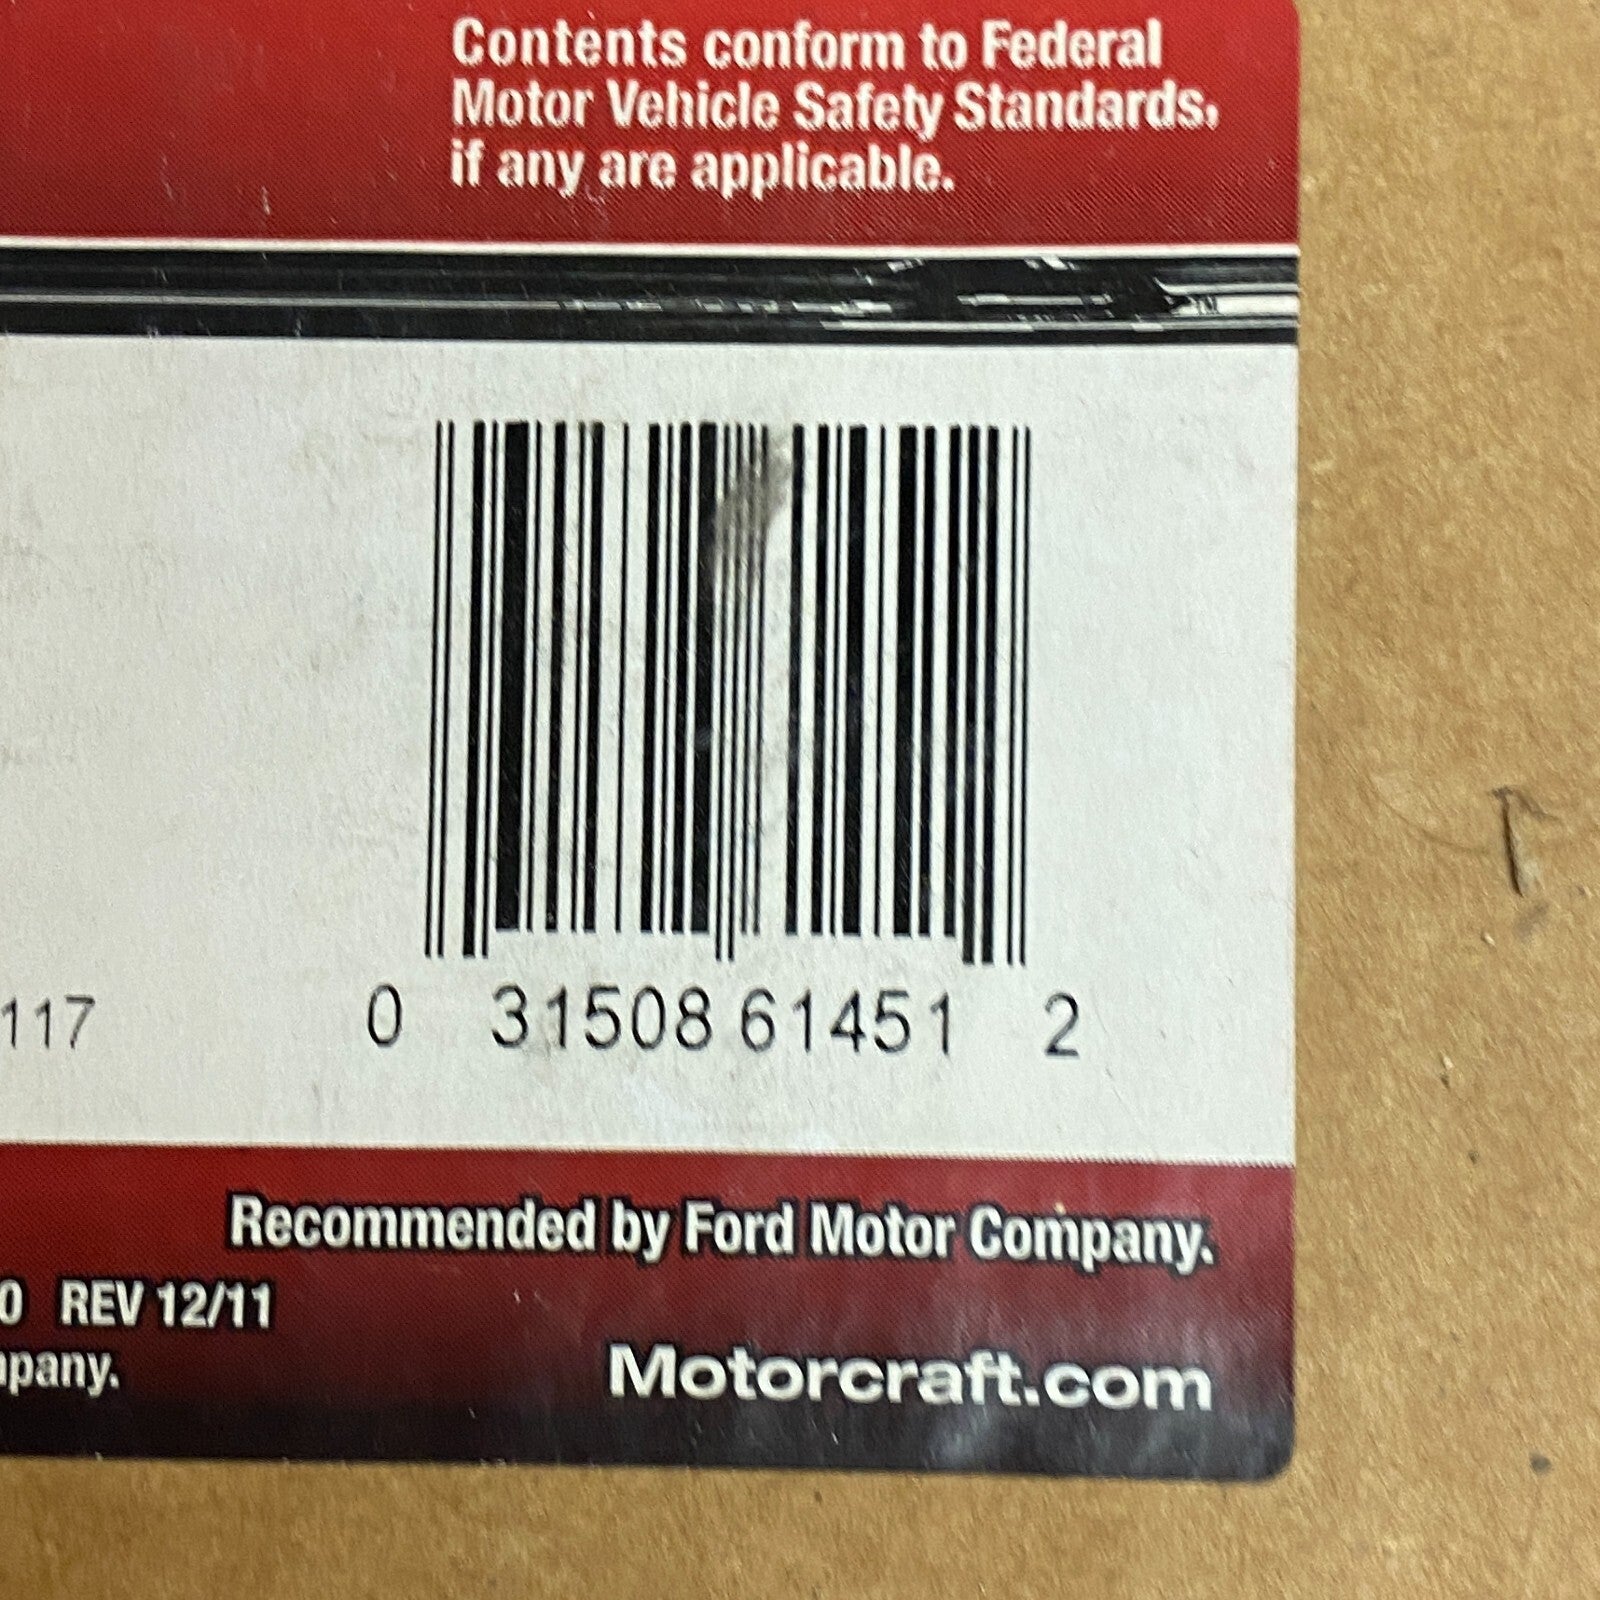 Contents conform to Federal
Motor Vehicle Safety Standards,
if any are applicable.
117
0 31508 61451 2
Recommended by Ford Motor Company.
0 REV 12/11
mpany.
Motorcraft.com